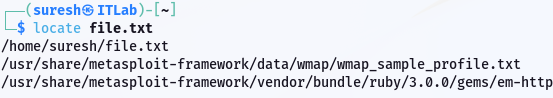 ┌──(suresh㉿ITLab)-[~]
└─$ locate file.txt
/home/suresh/file.txt
/usr/share/metasploit-framework/data/wmap/wmap_sample_profile.txt
/usr/share/metasploit-framework/vendor/bundle/ruby/3.0.0/gems/em-http